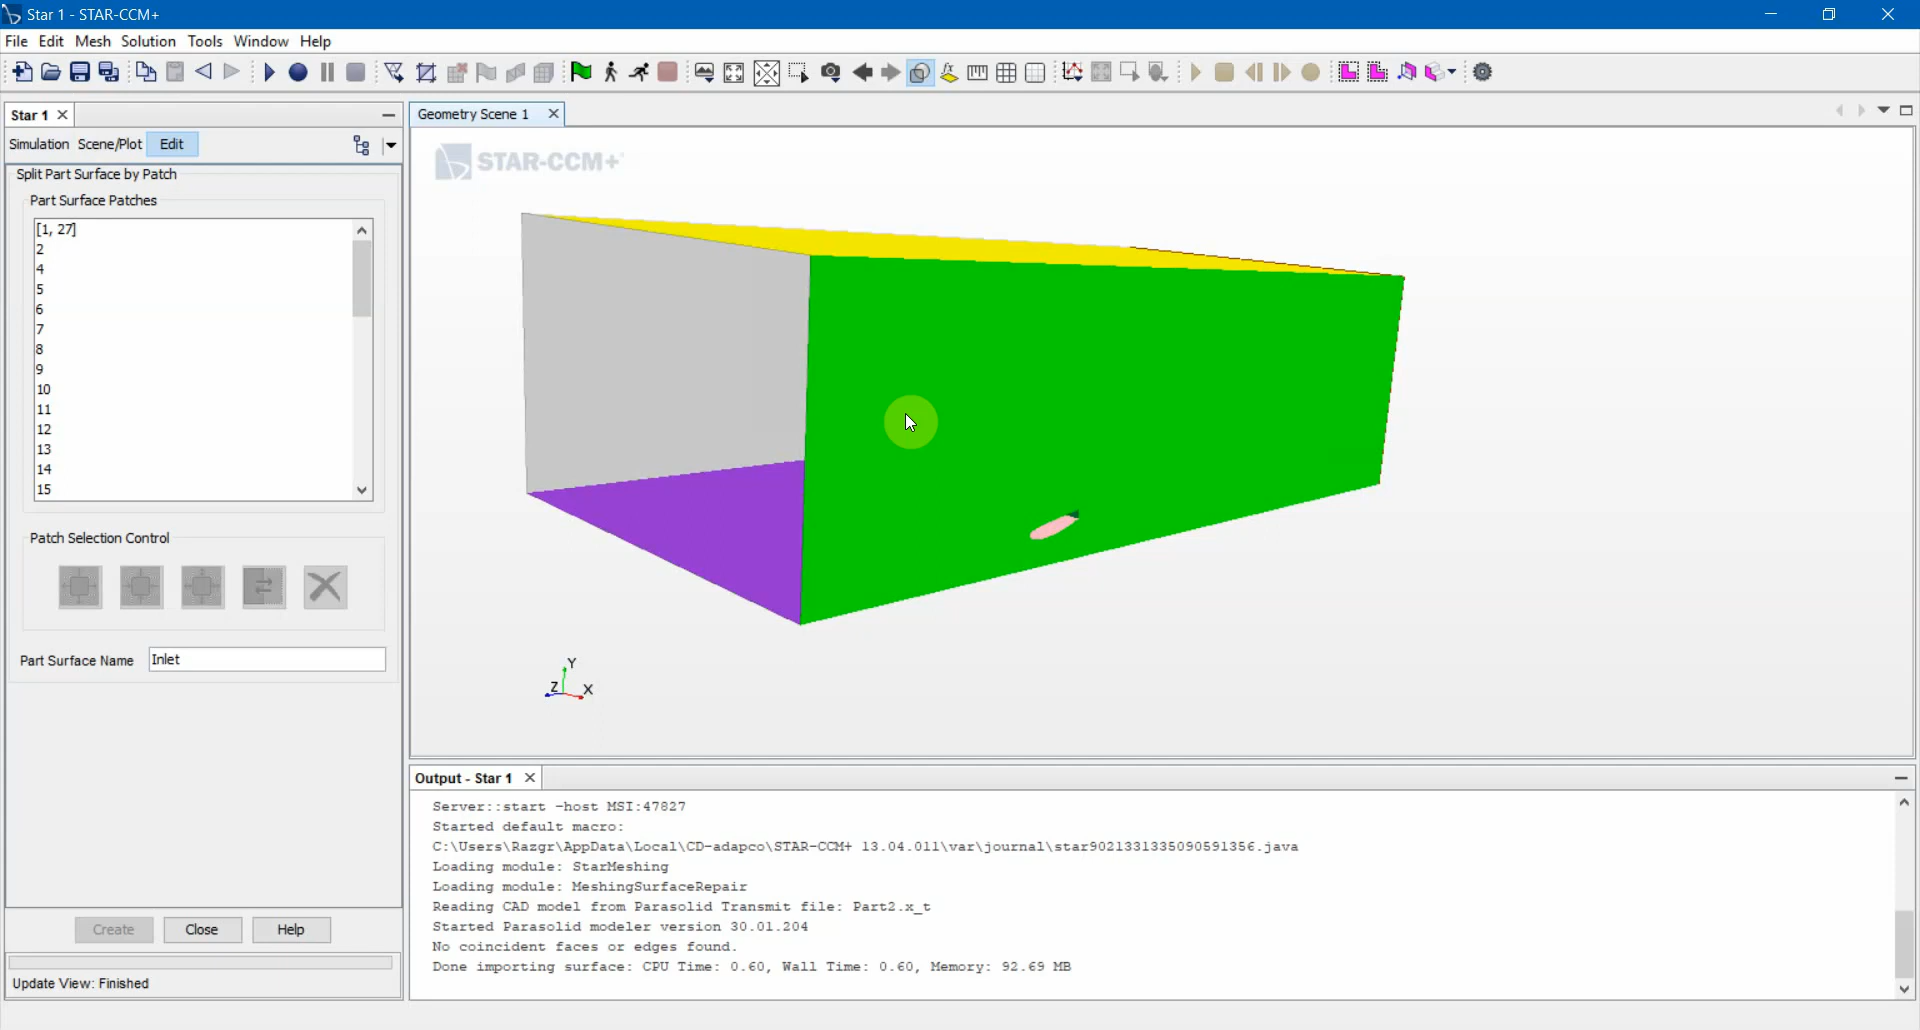 Star 1 - STAR-CCM+
File Edit Mesh Solution Tools Window Help
Star 1
Simulation Scene/Plot Edit
Split Part Surface by Patch
Part Surface Patches
[1, 27]
2
4
5
6
7
8
9
10
11
12
13
14
15
Patch Selection Control
Part Surface Name Inlet
Create Close Help
Update View: Finished
Geometry Scene 1
STAR-CCM+
Y
Z X
Output - Star 1
Server::start -host MSI:47827
Started default macro:
C:\Users\Razgr\AppData\Local\CD-adapco\STAR-CCM+ 13.04.011\var\journal\star9021331335090591356.java
Loading module: StarMeshing
Loading module: MeshingSurfaceRepair
Reading CAD model from Parasolid Transmit file: Part2.x_t
Started Parasolid modeler version 30.01.204
No coincident faces or edges found.
Done importing surface: CPU Time: 0.60, Wall Time: 0.60, Memory: 92.69 MB